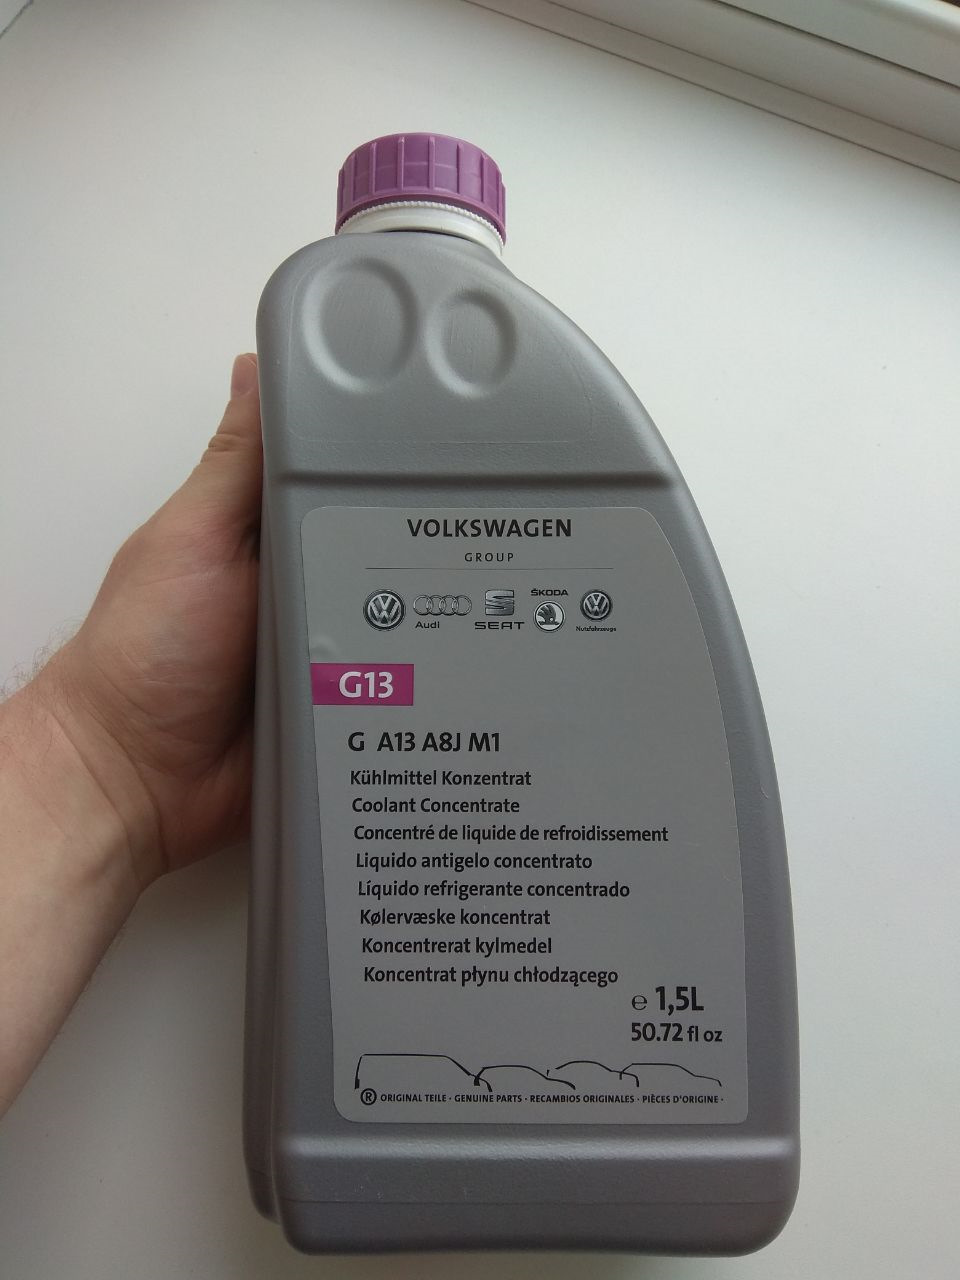 VOLKSWAGEN
GROUP
Audi SEAT ŠKODA Nutzfahrzeuge
G13
G A13 A8J M1
Kühlmittel Konzentrat
Coolant Concentrate
Concentré de liquide de refroidissement
Liquido antigelo concentrato
Líquido refrigerante concentrado
Kølervæske koncentrat
Koncentrerat kylmedel
Koncentrat płynu chłodzącego
e 1,5L
50.72 fl oz
® ORIGINAL TEILE · GENUINE PARTS · RECAMBIOS ORIGINALES · PIÈCES D'ORIGINE ·